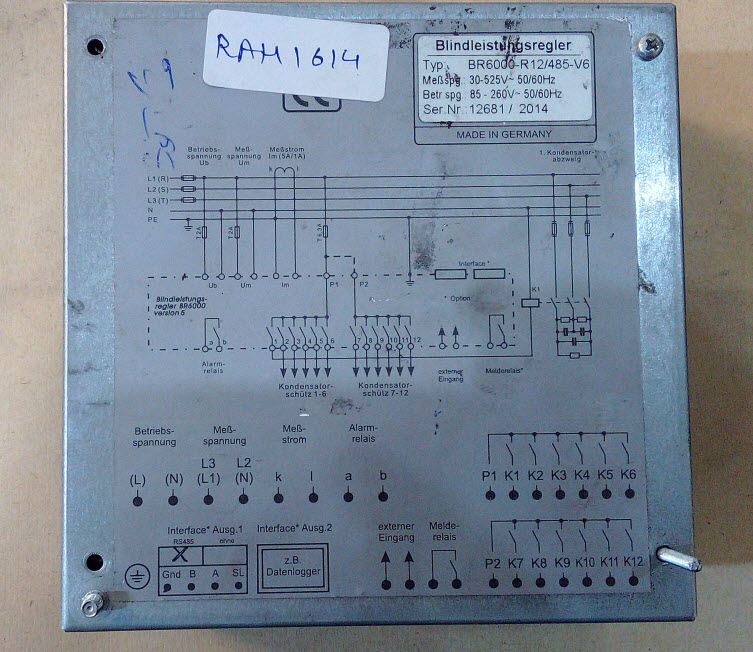 RAM1614
Blindleistungsregler
Typ: BR6000-R12/485-V6
Meßspg: 30-525V~ 50/60Hz
Betr spg: 85 - 260V~ 50/60Hz
Ser.Nr.: 12681 / 2014
MADE IN GERMANY
Betriebs-
spannung
Ub
Meß-
spannung
Um
Meßstrom
Im (5A/1A)
k l
1. Kondensator-
abzweig
L1 (R)
L2 (S)
L3 (T)
N
PE
T2A
T2A
T6,3A
Ub Um Im P1 P2
Interface*
* Option
K1
Blindleistungs-
regler BR6000
version 5
a b
1 2 3 4 5 6
7 8 9 10 11 12
Alarm-
relais
Kondensator-
schütz 1-6
Kondensator-
schütz 7-12
externer
Eingang
Melderelais*
Betriebs-
spannung
Meß-
spannung
Meß-
strom
Alarm-
relais
L3 L2
(L) (N) (L1) (N) k l a b
P1 K1 K2 K3 K4 K5 K6
Interface* Ausg.1
RS485 ohne
X
Gnd B A SL
Interface* Ausg.2
z.B.
Datenlogger
externer
Eingang
Melde-
relais
P2 K7 K8 K9 K10 K11 K12